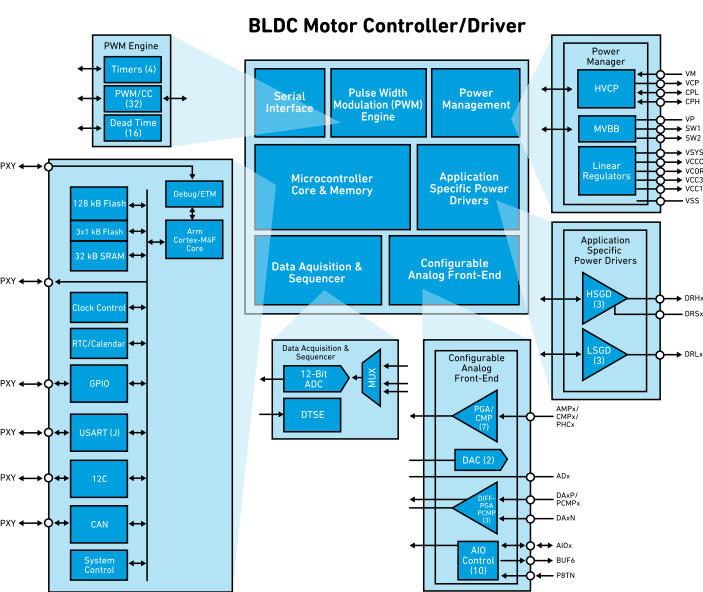 BLDC Motor Controller/Driver
PWM Engine
Timers (4)
PWM/CC
(32)
Dead Time
(16)
Serial
Interface
Pulse Width
Modulation (PWM)
Engine
Power
Management
Microcontroller
Core & Memory
Application
Specific Power
Drivers
Data Aquisition &
Sequencer
Configurable
Analog Front-End
Power
Manager
HVCP
MVBB
Linear
Regulators
VM
VCP
CPL
CPH
VP
SW1
SW2
VSYS
VCCC
VCOR
VCC3
VCC1
VSS
PXY
Debug/ETM
128 kB Flash
3x1 kB Flash
32 kB SRAM
Arm
Cortex-M4F
Core
PXY
Clock Control
RTC/Calendar
PXY
GPIO
PXY
USART (J)
PXY
12C
PXY
CAN
System
Control
Application
Specific
Power Drivers
HSGD
(3)
LSGD
(3)
DRHx
DRSx
DRLx
Data Acquisition &
Sequencer
12-Bit
ADC
MUX
DTSE
Configurable
Analog
Front-End
PGA/
CMP
(7)
DAC (2)
DIFF-
PGA
PCMP
(3)
AIO
Control
(10)
AMPx/
CMPx/
PHCx
ADx
DAxP/
PCMPx
DAxN
AIOx
BUF6
P8TN